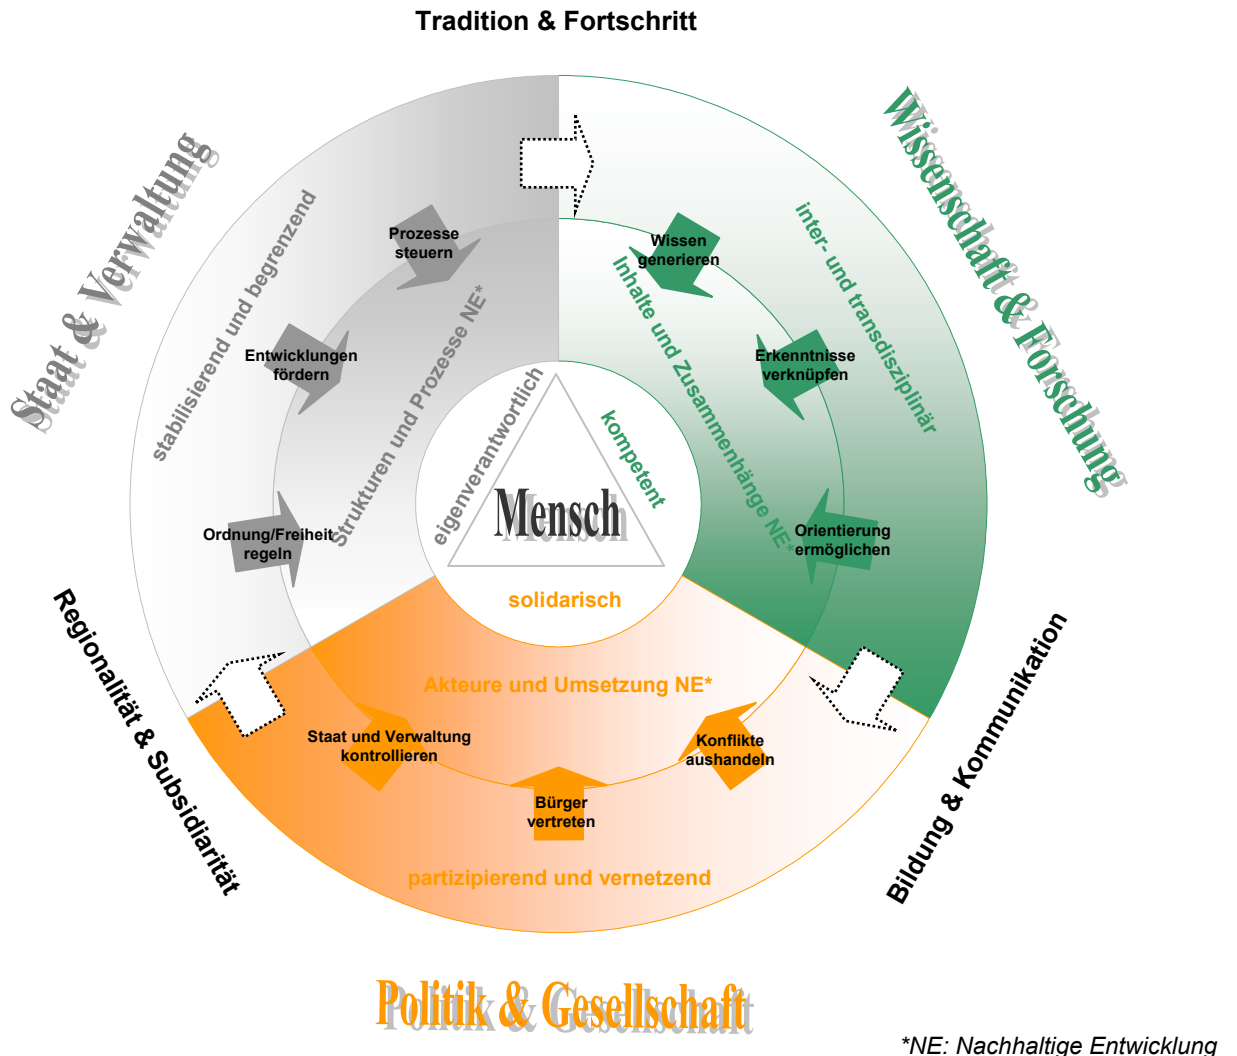 Tradition & Fortschritt
Staat & Verwaltung
Wissenschaft & Forschung
stabilisierend und begrenzend
inter- und transdisziplinär
Prozesse
steuern
Wissen
generieren
Entwicklungen
fördern
Erkenntnisse
verknüpfen
Ordnung/Freiheit
regeln
Orientierung
ermöglichen
Strukturen und Prozesse NE*
Inhalte und Zusammenhänge NE*
eigenverantwortlich
kompetent
Mensch
solidarisch
Akteure und Umsetzung NE*
Staat und Verwaltung
kontrollieren
Konflikte
aushandeln
Bürger
vertreten
partizipierend und vernetzend
Regionalität & Subsidiarität
Bildung & Kommunikation
Politik & Gesellschaft
*NE: Nachhaltige Entwicklung